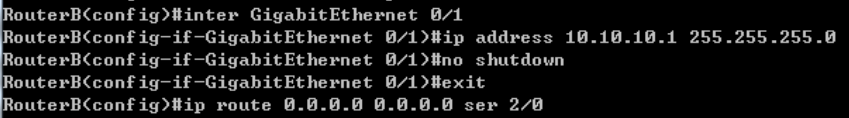 RouterB(config)#inter GigabitEthernet 0/1
RouterB(config-if-GigabitEthernet 0/1)#ip address 10.10.10.1 255.255.255.0
RouterB(config-if-GigabitEthernet 0/1)#no shutdown
RouterB(config-if-GigabitEthernet 0/1)#exit
RouterB(config)#ip route 0.0.0.0 0.0.0.0 ser 2/0